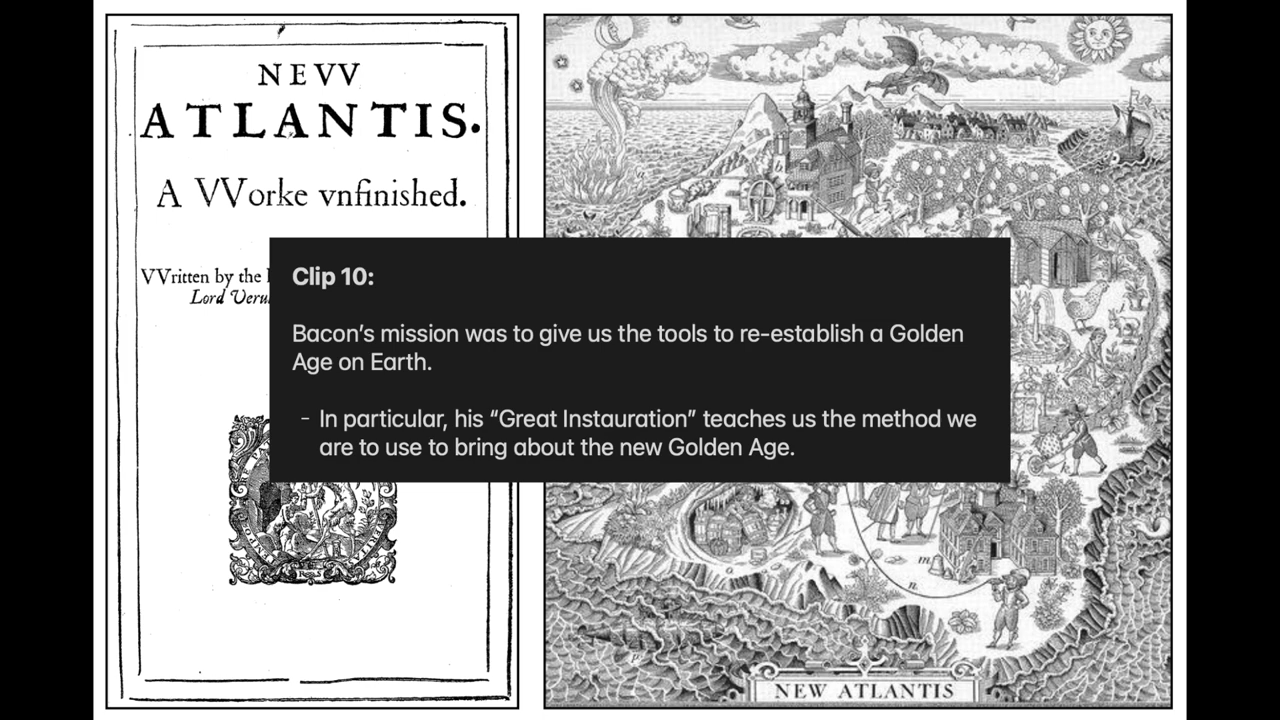 NEVV
ATLANTIS.
A VVorke vnfinished.
VVritten by the
Lord
Clip 10:
Bacon’s mission was to give us the tools to re-establish a Golden
Age on Earth.
- In particular, his “Great Instauration” teaches us the method we
are to use to bring about the new Golden Age.
b
m
n
NEW ATLANTIS